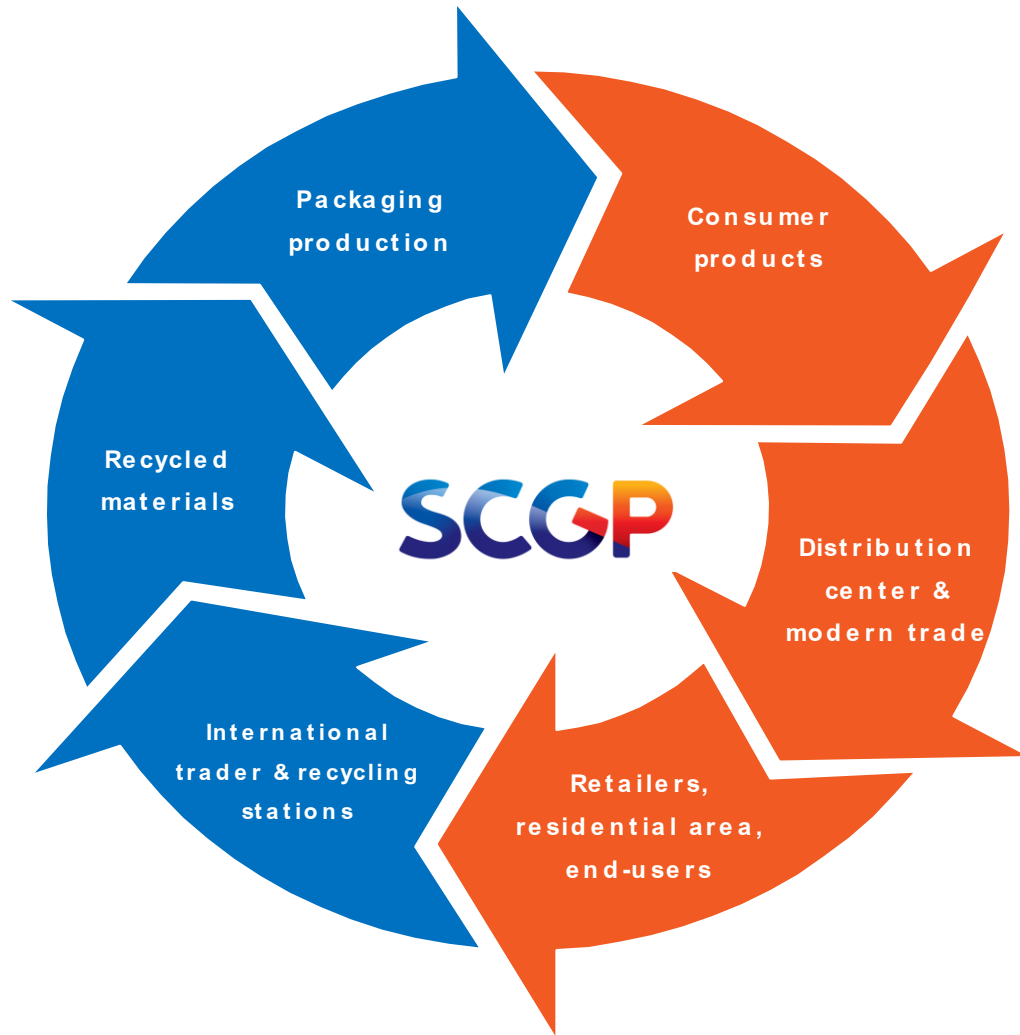 Packaging
production
Consumer
products
Distribution
center &
modern trade
Retailers,
residential area,
end-users
International
trader & recycling
stations
Recycled
materials
SCGP